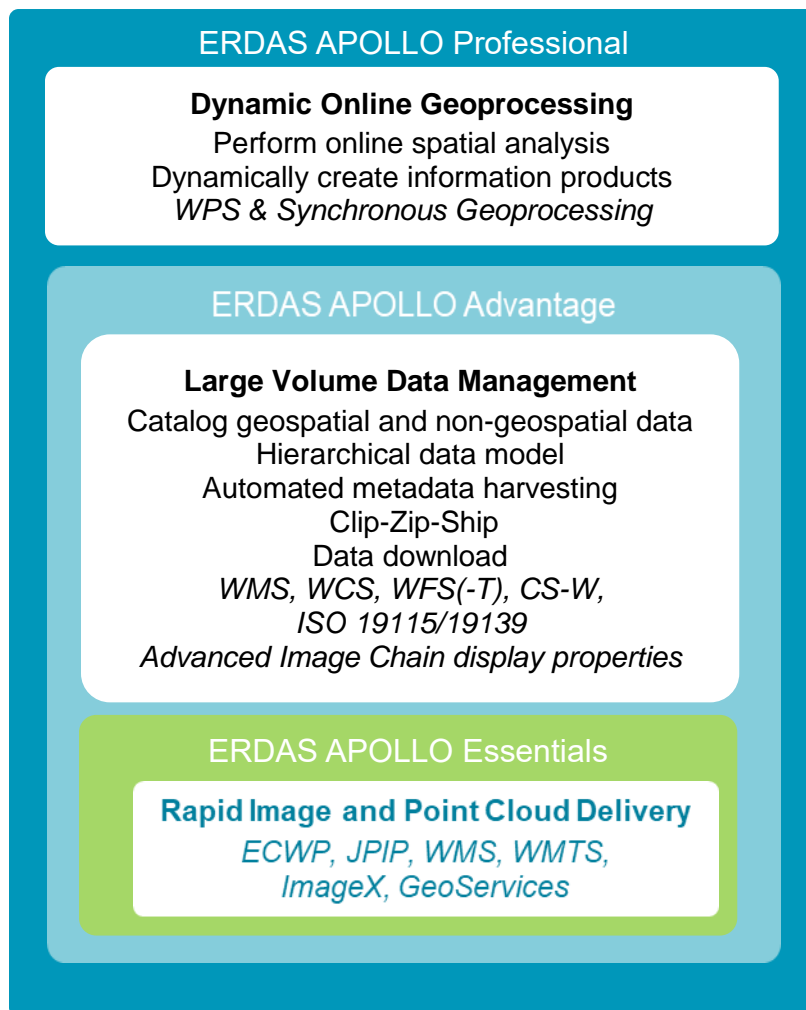 ERDAS APOLLO Professional
Dynamic Online Geoprocessing
Perform online spatial analysis
Dynamically create information products
WPS & Synchronous Geoprocessing
ERDAS APOLLO Advantage
Large Volume Data Management
Catalog geospatial and non-geospatial data
Hierarchical data model
Automated metadata harvesting
Clip-Zip-Ship
Data download
WMS, WCS, WFS(-T), CS-W,
ISO 19115/19139
Advanced Image Chain display properties
ERDAS APOLLO Essentials
Rapid Image and Point Cloud Delivery
ECWP, JPIP, WMS, WMTS,
ImageX, GeoServices